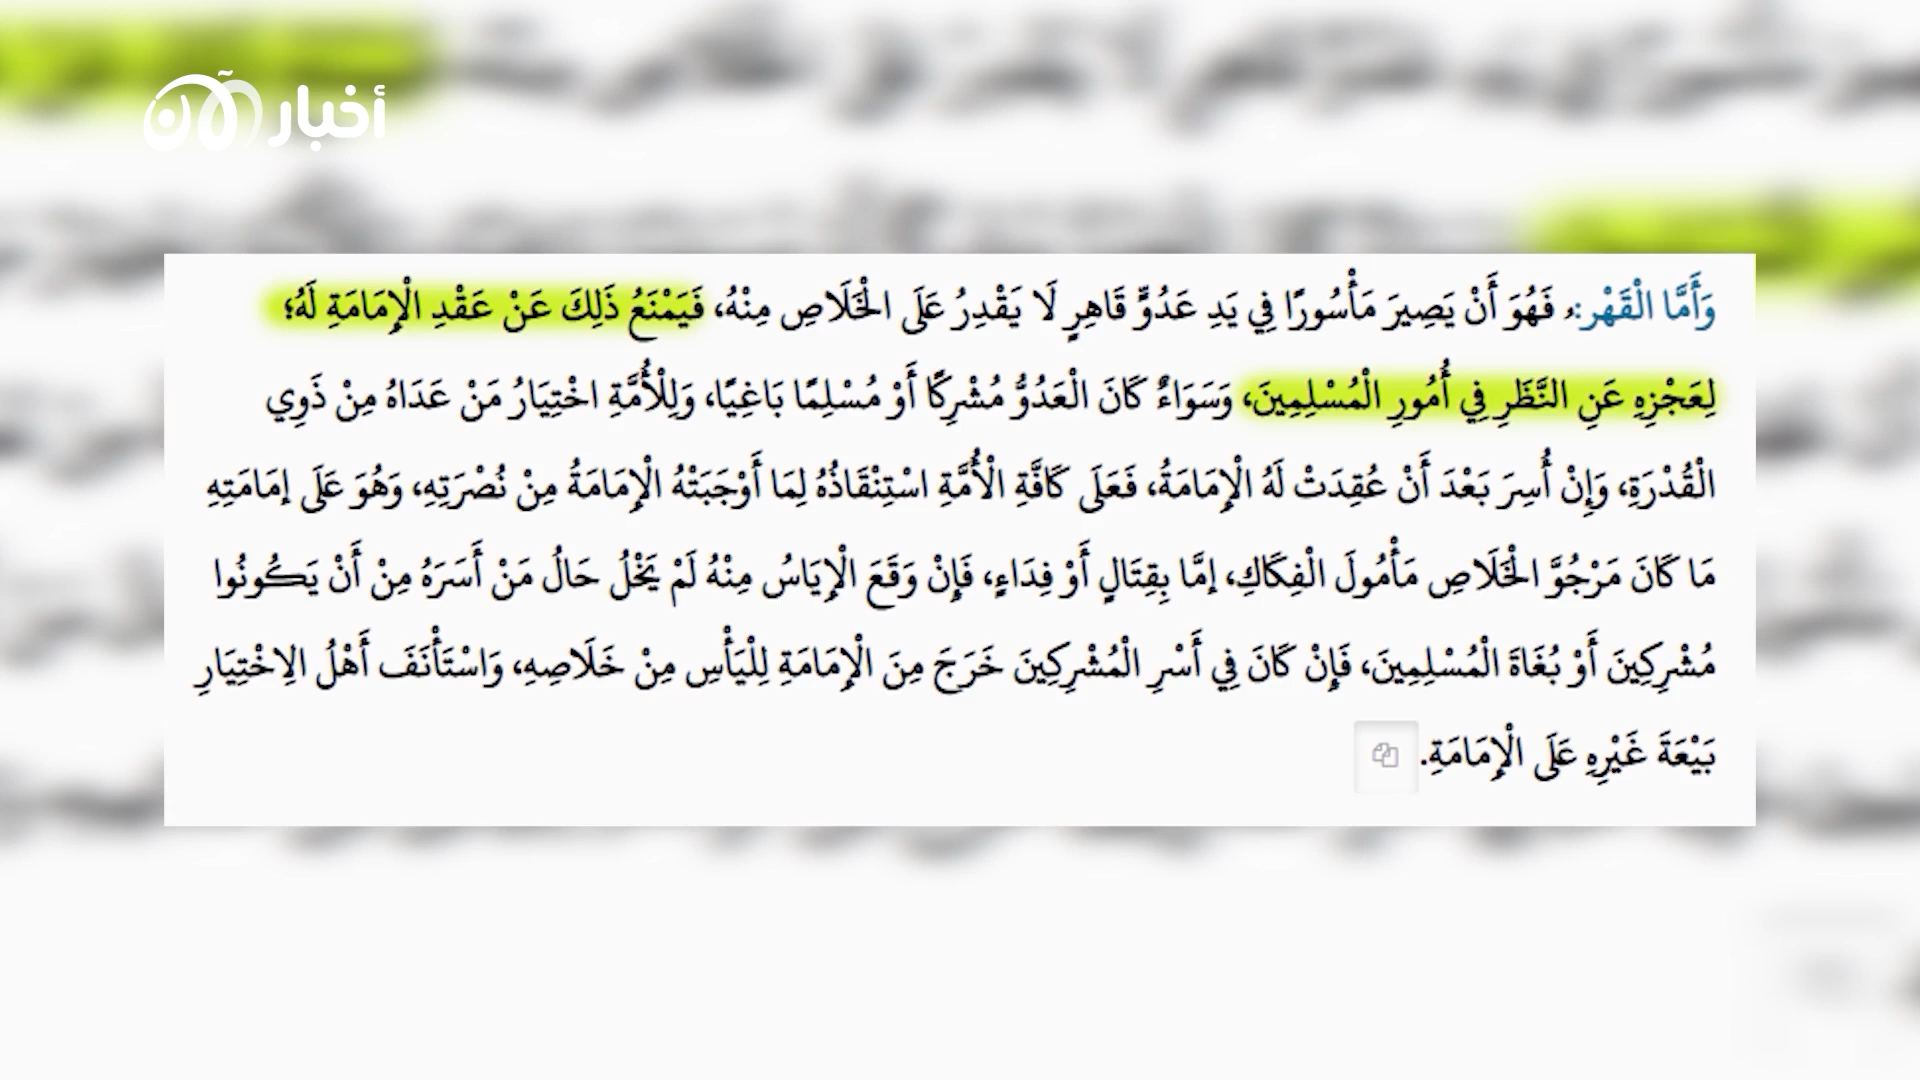 أخبار الآن
وَأَمَّا الْقَهْر: فَهُوَ أَنْ يَصِيرَ مَأْسُورًا فِي يَدِ عَدُوٍّ قَاهِرٍ لَا يَقْدِرُ عَلَى الْخَلَاصِ مِنْهُ، فَيَمْنَعُ ذَلِكَ عَنْ عَقْدِ الْإِمَامَةِ لَهُ؛
لِعَجْزِهِ عَنِ النَّظَرِ فِي أُمُورِ الْمُسْلِمِينَ، وَسَوَاءٌ كَانَ الْعَدُوُّ مُشْرِكًا أَوْ مُسْلِمًا بَاغِيًا، وَلِلْأُمَّةِ اخْتِيَارُ مَنْ عَدَاهُ مِنْ ذَوِي
الْقُدْرَةِ، وَإِنْ أُسِرَ بَعْدَ أَنْ عُقِدَتْ لَهُ الْإِمَامَةُ، فَعَلَى كَافَّةِ الْأُمَّةِ اسْتِنْقَاذُهُ لِمَا أَوْجَبَتْهُ الْإِمَامَةُ مِنْ نُصْرَتِهِ، وَهُوَ عَلَى إمَامَتِهِ
مَا كَانَ مَرْجُوَّ الْخَلَاصِ مَأْمُولَ الْفِكَاكِ، إمَّا بِقِتَالٍ أَوْ فِدَاءٍ، فَإِنْ وَقَعَ الْإِيَاسُ مِنْهُ لَمْ يَخْلُ حَالُ مَنْ أَسَرَهُ مِنْ أَنْ يَكُونُوا
مُشْرِكِينَ أَوْ بُغَاةَ الْمُسْلِمِينَ، فَإِنْ كَانَ فِي أَسْرِ الْمُشْرِكِينَ خَرَجَ مِنَ الْإِمَامَةِ لِلْيَأْسِ مِنْ خَلَاصِهِ، وَاسْتَأْنَفَ أَهْلُ الِاخْتِيَارِ
بَيْعَةَ غَيْرِهِ عَلَى الْإِمَامَةِ.